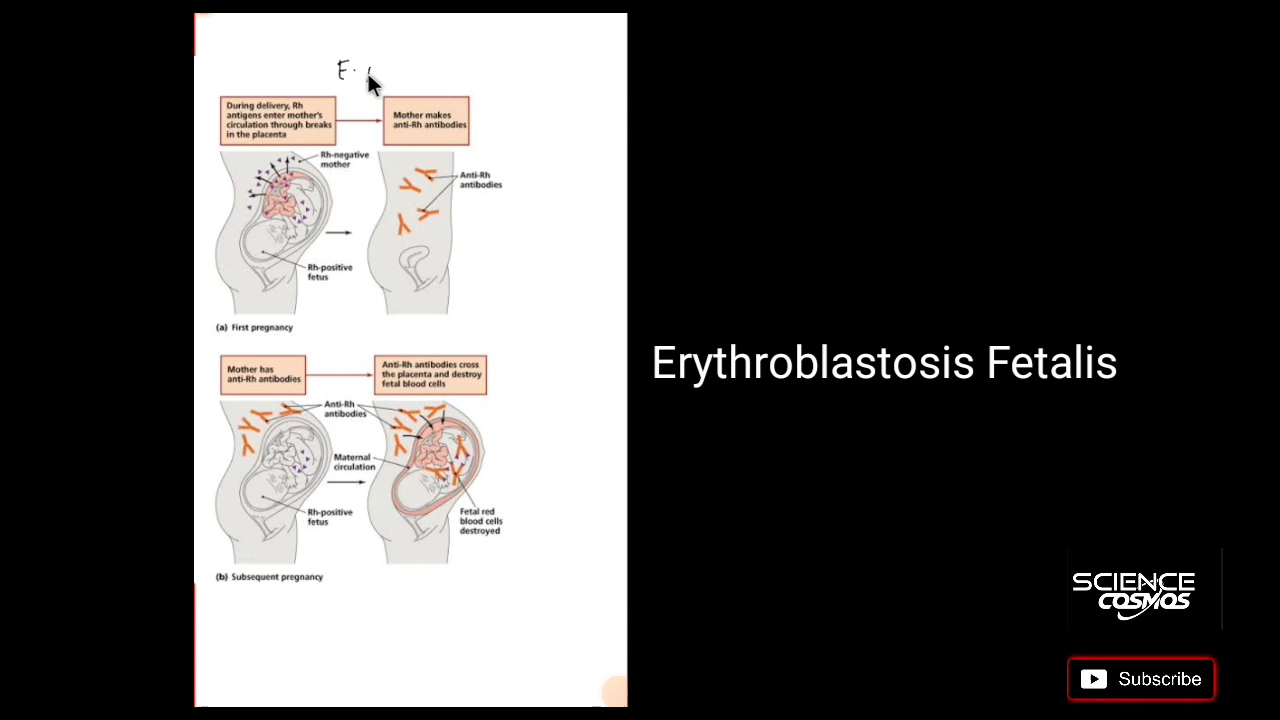 E.
During delivery, Rh
antigens enter mother's
circulation through breaks
in the placenta
Mother makes
anti-Rh antibodies
Rh-negative
mother
Anti-Rh
antibodies
Rh-positive
fetus
(a) First pregnancy
Mother has
anti-Rh antibodies
Anti-Rh antibodies cross
the placenta and destroy
fetal blood cells
Anti-Rh
antibodies
Maternal
circulation
Rh-positive
fetus
Fetal red
blood cells
destroyed
(b) Subsequent pregnancy
Erythroblastosis Fetalis
SCIENCE
COSMOS
Subscribe